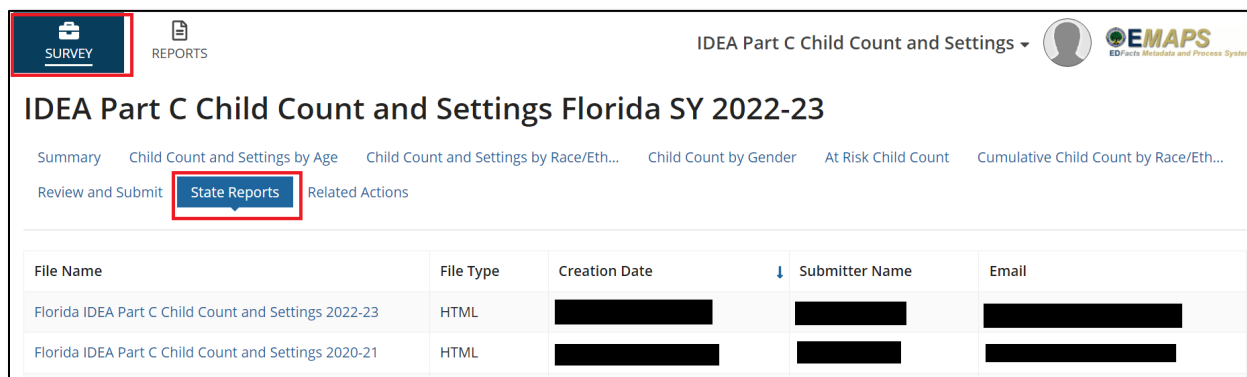 SURVEY
REPORTS
IDEA Part C Child Count and Settings
EMAPS
EDFacts Metadata and Process System
IDEA Part C Child Count and Settings Florida SY 2022-23
Summary Child Count and Settings by Age Child Count and Settings by Race/Eth... Child Count by Gender At Risk Child Count Cumulative Child Count by Race/Eth...
Review and Submit State Reports Related Actions
File Name File Type Creation Date ↓ Submitter Name Email
Florida IDEA Part C Child Count and Settings 2022-23 HTML
Florida IDEA Part C Child Count and Settings 2020-21 HTML